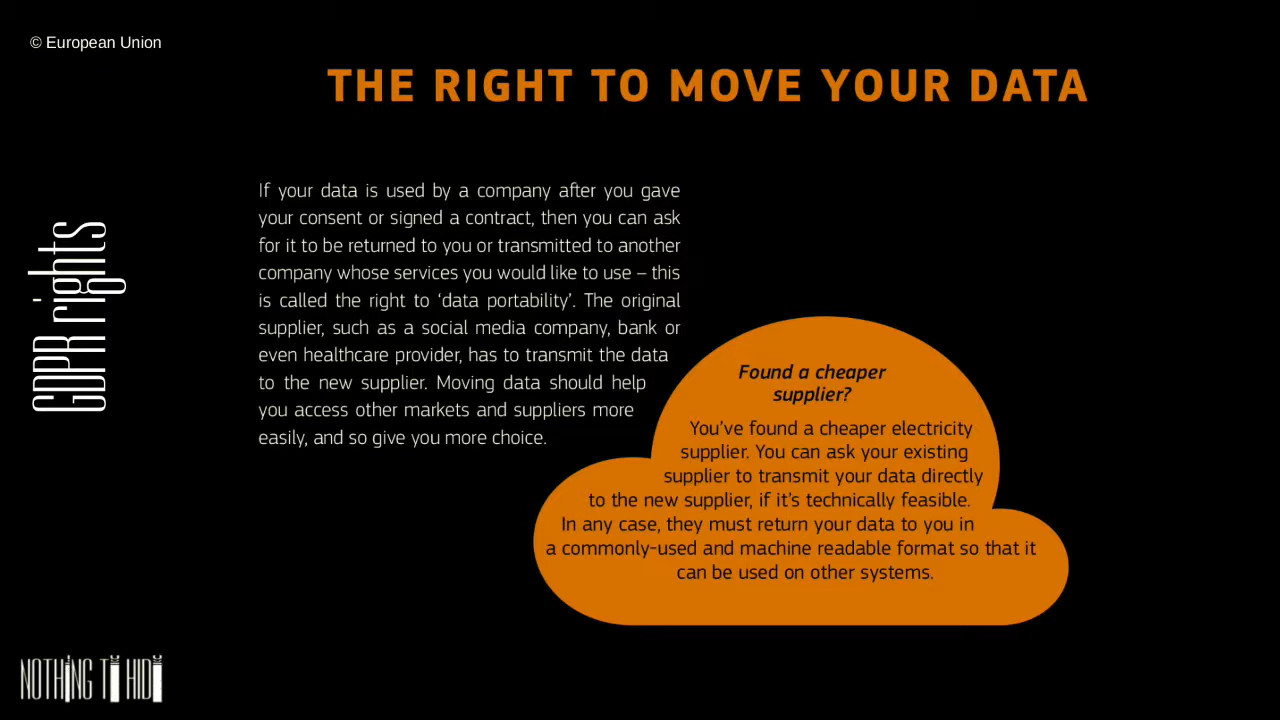 © European Union
THE RIGHT TO MOVE YOUR DATA
GDPR rights
If your data is used by a company after you gave
your consent or signed a contract, then you can ask
for it to be returned to you or transmitted to another
company whose services you would like to use – this
is called the right to ‘data portability’. The original
supplier, such as a social media company, bank or
even healthcare provider, has to transmit the data
to the new supplier. Moving data should help
you access other markets and suppliers more
easily, and so give you more choice.
Found a cheaper
supplier?
You’ve found a cheaper electricity
supplier. You can ask your existing
supplier to transmit your data directly
to the new supplier, if it’s technically feasible.
In any case, they must return your data to you in
a commonly-used and machine readable format so that it
can be used on other systems.
NOTHING TO HIDE